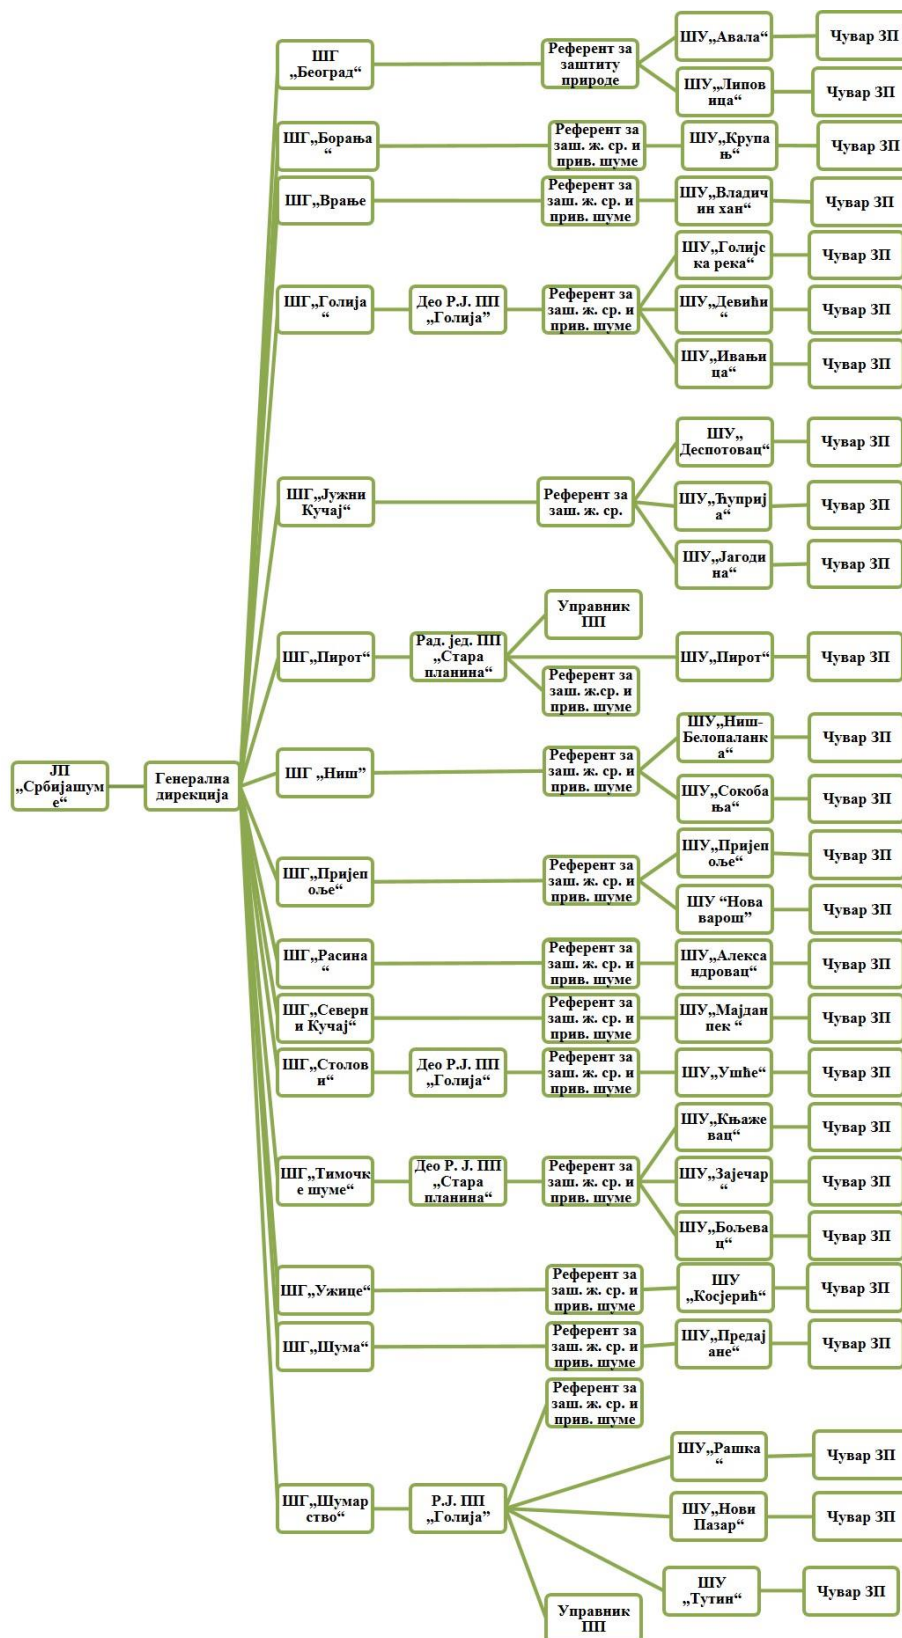 ЈП
„Србијашум
е“
Генерална
дирекција
ШГ
„Београд“
Референт за
заштиту
природе
ШУ„Авала“
Чувар ЗП
ШУ„Липов
ица“
Чувар ЗП
ШГ„Борања
“
Референт за
заш. ж. ср. и
прив. шуме
ШУ„Крупа
њ“
Чувар ЗП
ШГ„Врање
Референт за
заш. ж. ср. и
прив. шуме
ШУ„Владич
ин хан“
Чувар ЗП
ШГ„Голија
“
Део Р.Ј. ПП
„Голија”
Референт за
заш. ж. ср. и
прив. шуме
ШУ„Голијс
ка река“
Чувар ЗП
ШУ„Девићи
“
Чувар ЗП
ШУ„Ивањи
ца“
Чувар ЗП
ШГ„Јужни
Кучај“
Референт за
заш. ж. ср.
ШУ„
Деспотовац“
Чувар ЗП
ШУ„Ћуприј
а“
Чувар ЗП
ШУ„Јагоди
на“
Чувар ЗП
ШГ„Пирот“
Рад. јед. ПП
„Стара
планина“
Управник
ПП
Референт за
заш. ж.ср. и
прив. шуме
ШУ„Пирот“
Чувар ЗП
ШГ „Ниш”
Референт за
заш. ж. ср. и
прив. шуме
ШУ„Ниш-
Белопаланк
а“
Чувар ЗП
ШУ„Сокоба
ња“
Чувар ЗП
ШГ„Пријеп
оље“
Референт за
заш. ж. ср. и
прив. шуме
ШУ„Пријеп
оље“
Чувар ЗП
ШУ “Нова
варош”
Чувар ЗП
ШГ„Расина
“
Референт за
заш. ж. ср. и
прив. шуме
ШУ„Алекса
ндровац“
Чувар ЗП
ШГ„Северн
и Кучај“
Референт за
заш. ж. ср. и
прив. шуме
ШУ„Мајдан
пек “
Чувар ЗП
ШГ„Столов
и“
Део Р.Ј. ПП
„Голија“
Референт за
заш. ж. ср. и
прив. шуме
ШУ„Ушће“
Чувар ЗП
ШГ„Тимочк
е шуме“
Део Р. Ј. ПП
„Стара
планина“
Референт за
заш. ж. ср. и
прив. шуме
ШУ„Књаже
вац“
Чувар ЗП
ШУ„Зајечар
“
Чувар ЗП
ШУ„Бољева
ц“
Чувар ЗП
ШГ„Ужице“
Референт за
заш. ж. ср. и
прив. шуме
ШУ
„Косјерић“
Чувар ЗП
ШГ„Шума“
Референт за
заш. ж. ср. и
прив. шуме
ШУ„Предај
ане“
Чувар ЗП
ШГ„Шумар
ство“
Р.Ј. ПП
„Голија”
Референт за
заш. ж. ср. и
прив. шуме
ШУ„Рашка
“
Чувар ЗП
ШУ„Нови
Пазар“
Чувар ЗП
ШУ
„Тутин“
Чувар ЗП
Управник
ПП